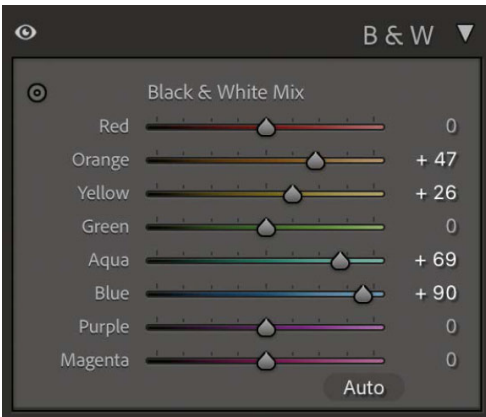 B & W
Black & White Mix
Red 0
Orange + 47
Yellow + 26
Green 0
Aqua + 69
Blue + 90
Purple 0
Magenta 0
Auto